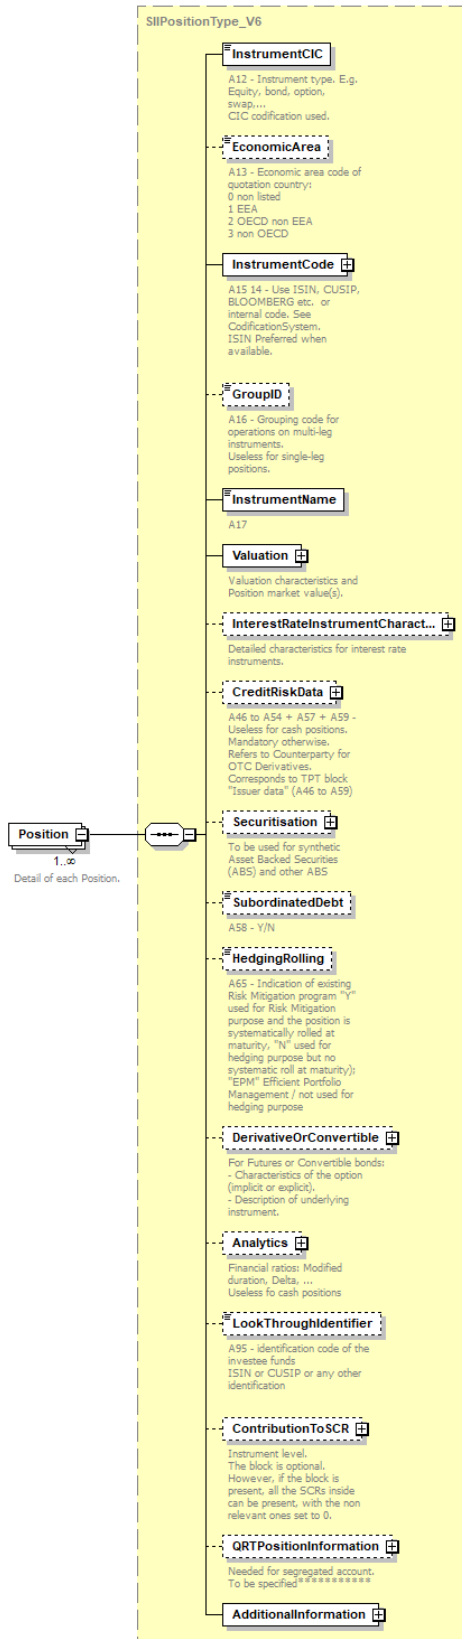 SIIPositionType_V6
InstrumentCIC
A12 - Instrument type. E.g.
Equity, bond, option,
swap,...
CIC codification used.
EconomicArea
A13 - Economic area code of
quotation country:
0 non listed
1 EEA
2 OECD non EEA
3 non OECD
InstrumentCode
A15 14 - Use ISIN, CUSIP,
BLOOMBERG etc.  or
internal code. See
CodificationSystem.
ISIN Preferred when
available.
GroupID
A16 - Grouping code for
operations on multi-leg
instruments.
Useless for single-leg
positions.
InstrumentName
A17
Valuation
Valuation characteristics and
Position market value(s).
InterestRateInstrumentCharact...
Detailed characteristics for interest rate
instruments.
CreditRiskData
A46 to A54 + A57 + A59 -
Useless for cash positions.
Mandatory otherwise.
Refers to Counterparty for
OTC Derivatives.
Corresponds to TPT block
"Issuer data" (A46 to A59)
Securitisation
To be used for synthetic
Asset Backed Securities
(ABS) and other ABS
Position
1..∞
Detail of each Position.
SubordinatedDebt
A58 - Y/N
HedgingRolling
A65 - Indication of existing
Risk Mitigation program "Y"
used for Risk Mitigation
purpose and the position is
systematically rolled at
maturity, "N" used for
hedging purpose but no
systematic roll at maturity);
"EPM" Efficient Portfolio
Management / not used for
hedging purpose
DerivativeOrConvertible
For Futures or Convertible bonds:
- Characteristics of the option
(implicit or explicit).
- Description of underlying
instrument.
Analytics
Financial ratios: Modified
duration, Delta, ...
Useless fo cash positions
LookThroughIdentifier
A95 - identification code of the
investee funds
ISIN or CUSIP or any other
identification
ContributionToSCR
Instrument level.
The block is optional.
However, if the block is
present, all the SCRs inside
can be present, with the non
relevant ones set to 0.
QRTPositionInformation
Needed for segregated account.
To be specified***********
AdditionalInformation